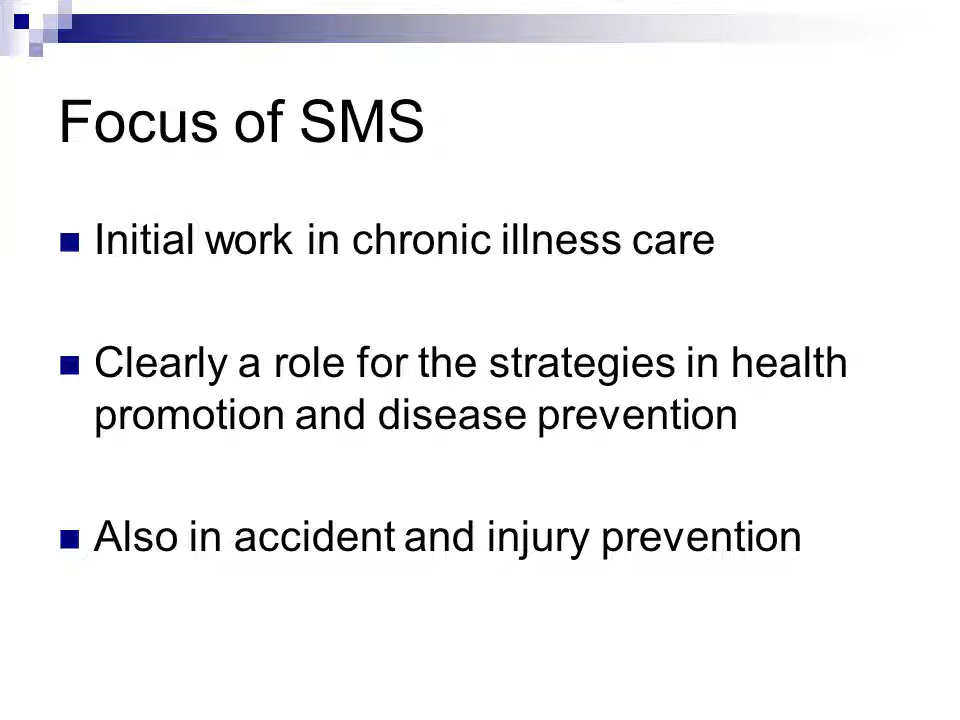 Focus of SMS
Initial work in chronic illness care
Clearly a role for the strategies in health
promotion and disease prevention
Also in accident and injury prevention